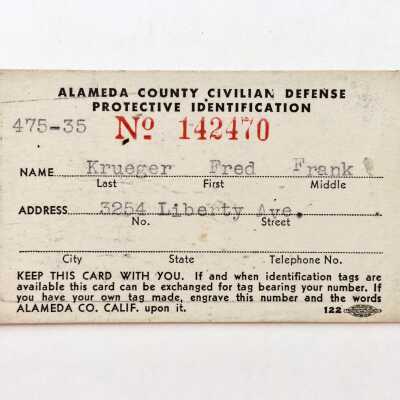 ALAMEDA COUNTY CIVILIAN DEFENSE
PROTECTIVE IDENTIFICATION
475-35 No 142470
NAME Krueger Fred Frank
Last First Middle
ADDRESS 3254 Liberty Ave.
No. Street
City State Telephone No.
KEEP THIS CARD WITH YOU. If and when identification tags are
available this card can be exchanged for tag bearing your number. If
you have your own tag made, engrave this number and the words
ALAMEDA CO. CALIF. upon it. 122